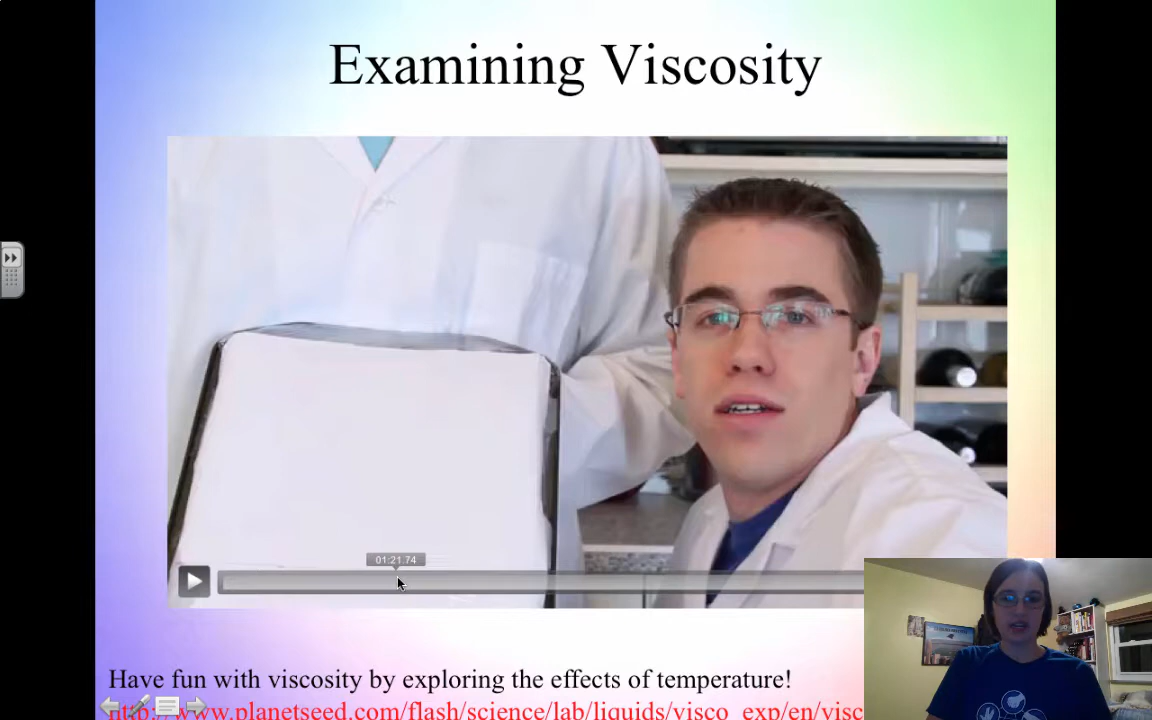 Examining Viscosity
01:21.74
Have fun with viscosity by exploring the effects of temperature!
http://www.planetseed.com/flash/science/lab/liquids/visco_exp/en/visc